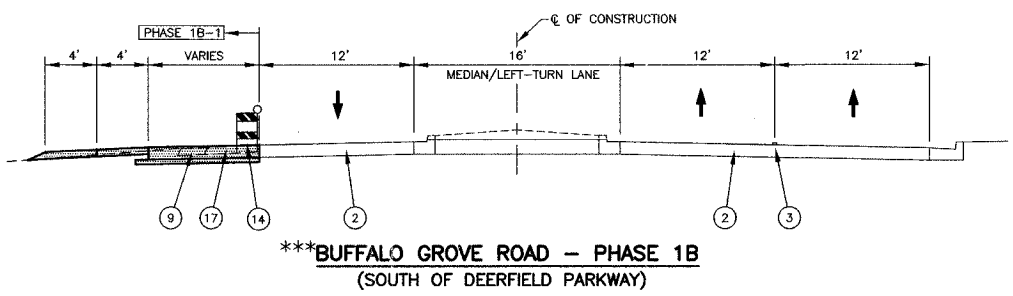 ℄ OF CONSTRUCTION
PHASE 1B-1
4' 4' VARIES 12' 16' 12' 12'
MEDIAN/LEFT-TURN LANE
9 17 14 2 2 3
***BUFFALO GROVE ROAD - PHASE 1B
(SOUTH OF DEERFIELD PARKWAY)